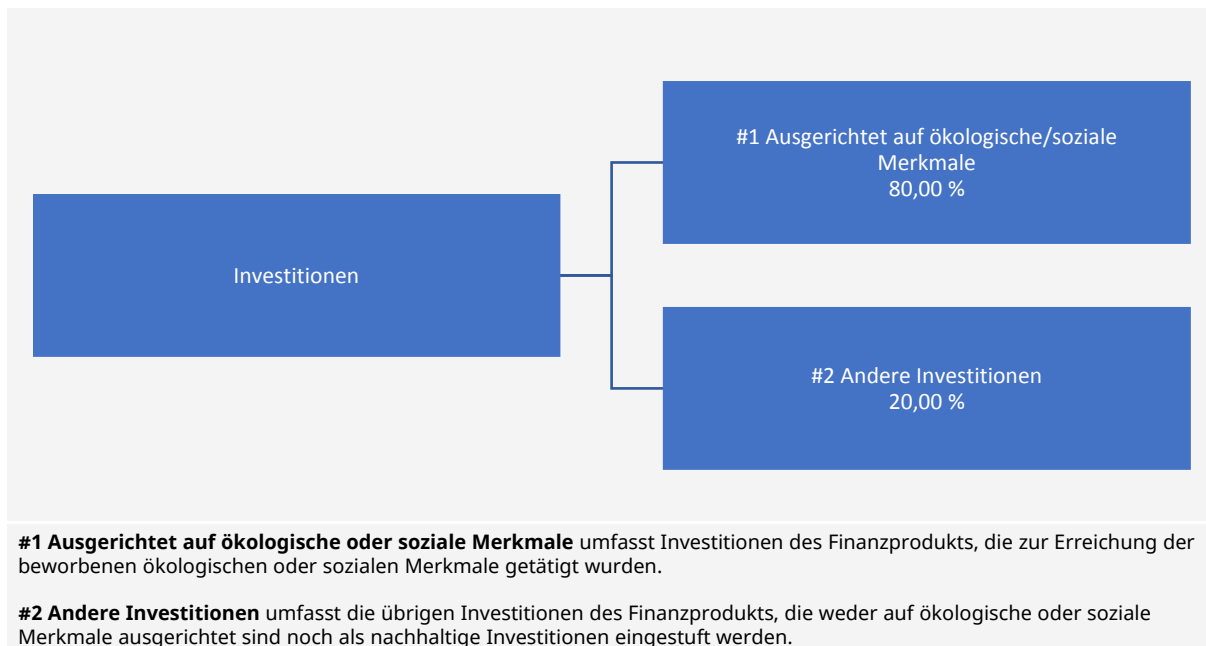 #1 Ausgerichtet auf ökologische/soziale
Merkmale
80,00 %
Investitionen
#2 Andere Investitionen
20,00 %
#1 Ausgerichtet auf ökologische oder soziale Merkmale umfasst Investitionen des Finanzprodukts, die zur Erreichung der
beworbenen ökologischen oder sozialen Merkmale getätigt wurden.
#2 Andere Investitionen umfasst die übrigen Investitionen des Finanzprodukts, die weder auf ökologische oder soziale
Merkmale ausgerichtet sind noch als nachhaltige Investitionen eingestuft werden.